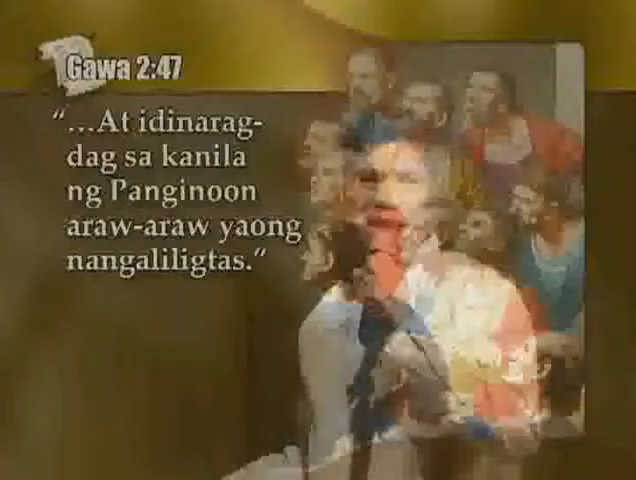 Gawa 2:47
“...At idinarag-
dag sa kanila
ng Panginoon
araw-araw yaong
nangaliligtas.“